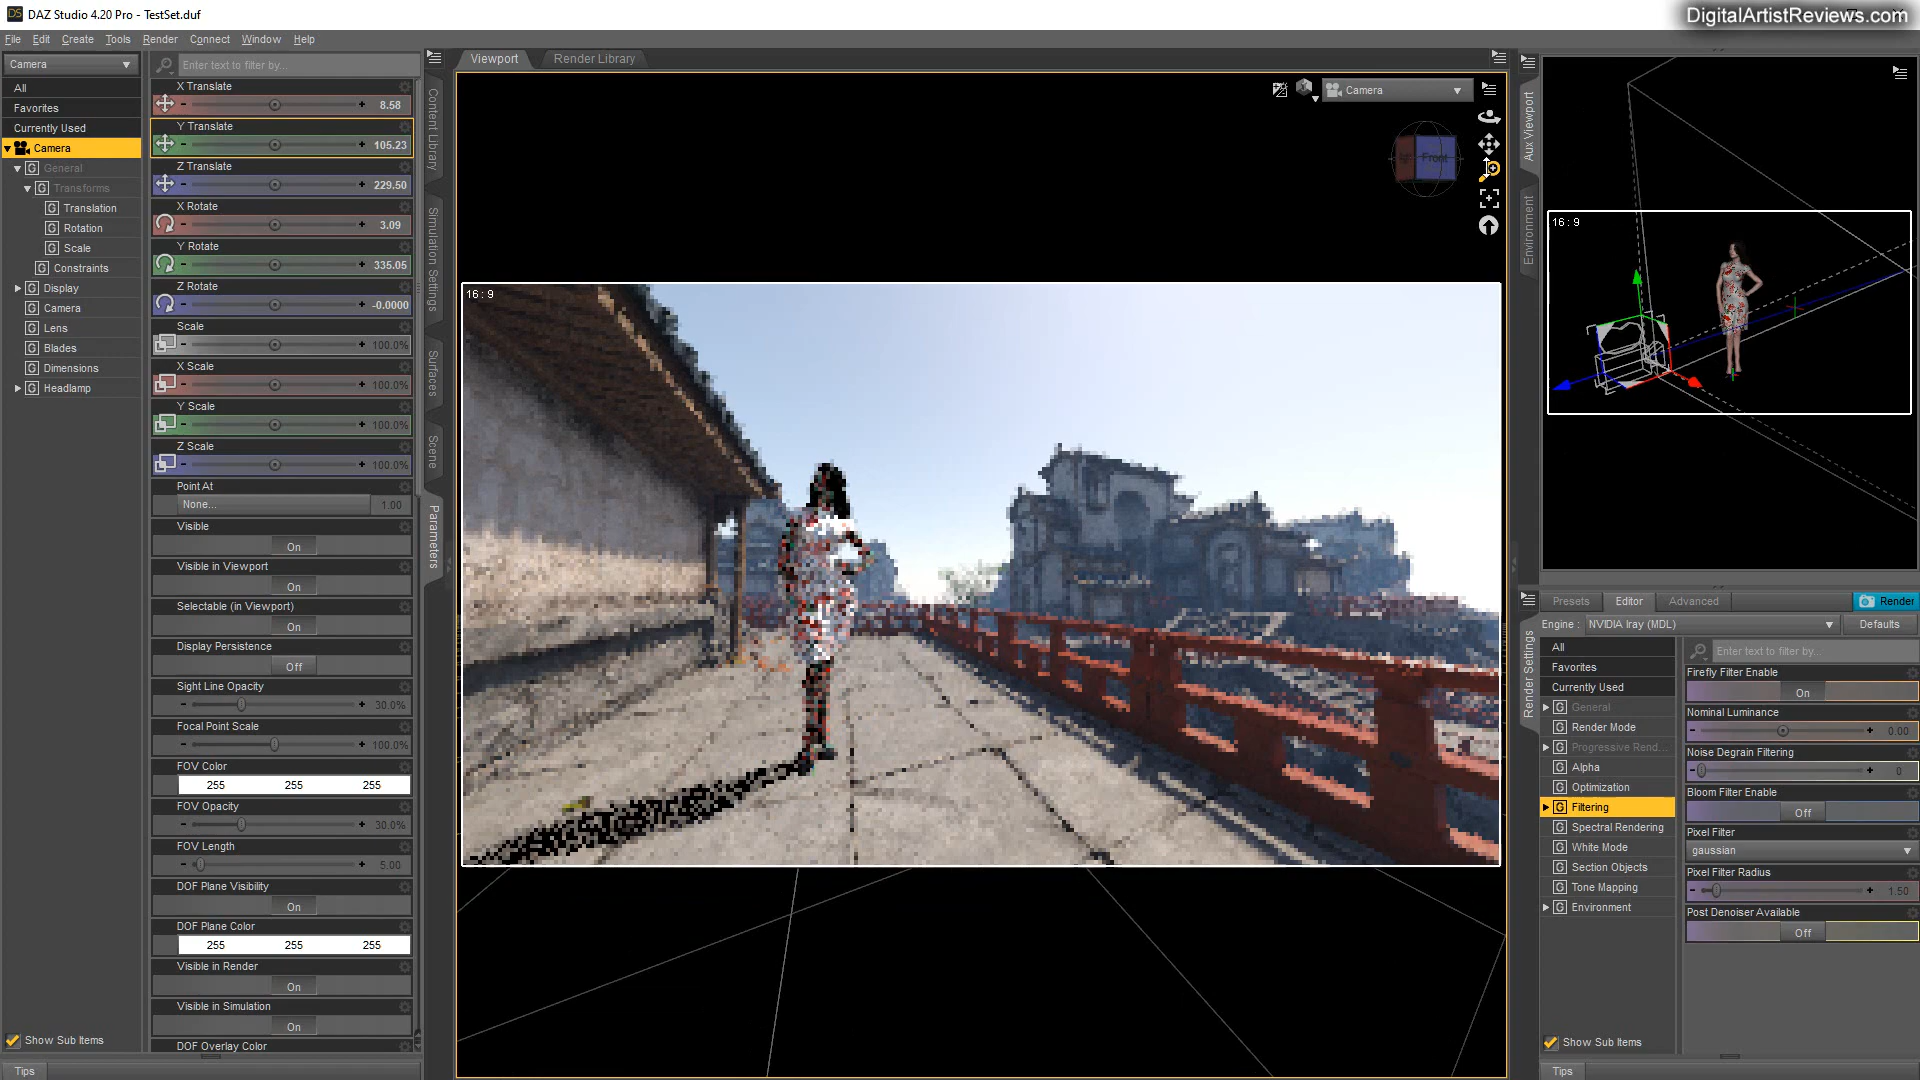 DAZ Studio 4.20 Pro - TestSet.duf
DigitalArtistReviews.com
File Edit Create Tools Render Connect Window Help
Camera
All
Favorites
Currently Used
Camera
General
Transforms
Translation
Rotation
Scale
Constraints
Display
Camera
Lens
Blades
Dimensions
Headlamp
Show Sub Items
Tips
Enter text to filter by...
X Translate
8.58
Y Translate
105.23
Z Translate
229.50
X Rotate
3.09
Y Rotate
335.05
Z Rotate
-0.0000
Scale
100.0%
X Scale
100.0%
Y Scale
100.0%
Z Scale
100.0%
Point At
None... 1.00
Visible
On
Visible in Viewport
On
Selectable (in Viewport)
On
Display Persistence
Off
Sight Line Opacity
30.0%
Focal Point Scale
100.0%
FOV Color
255 255 255
FOV Opacity
30.0%
FOV Length
5.00
DOF Plane Visibility
On
DOF Plane Color
255 255 255
Visible in Render
On
Visible in Simulation
On
DOF Overlay Color
Content Library
Simulation Settings
Surfaces
Scene
Parameters
Viewport Render Library
Camera
Front
16 : 9
Aux Viewport
Environment
16 : 9
Render Settings
Presets Editor Advanced Render
Engine : NVIDIA Iray (MDL) Defaults
All
Favorites
Currently Used
General
Render Mode
Progressive Rend...
Alpha
Optimization
Filtering
Spectral Rendering
White Mode
Section Objects
Tone Mapping
Environment
Show Sub Items
Tips
Enter text to filter by...
Firefly Filter Enable
On
Nominal Luminance
0.00
Noise Degrain Filtering
0
Bloom Filter Enable
Off
Pixel Filter
gaussian
Pixel Filter Radius
1.50
Post Denoiser Available
Off